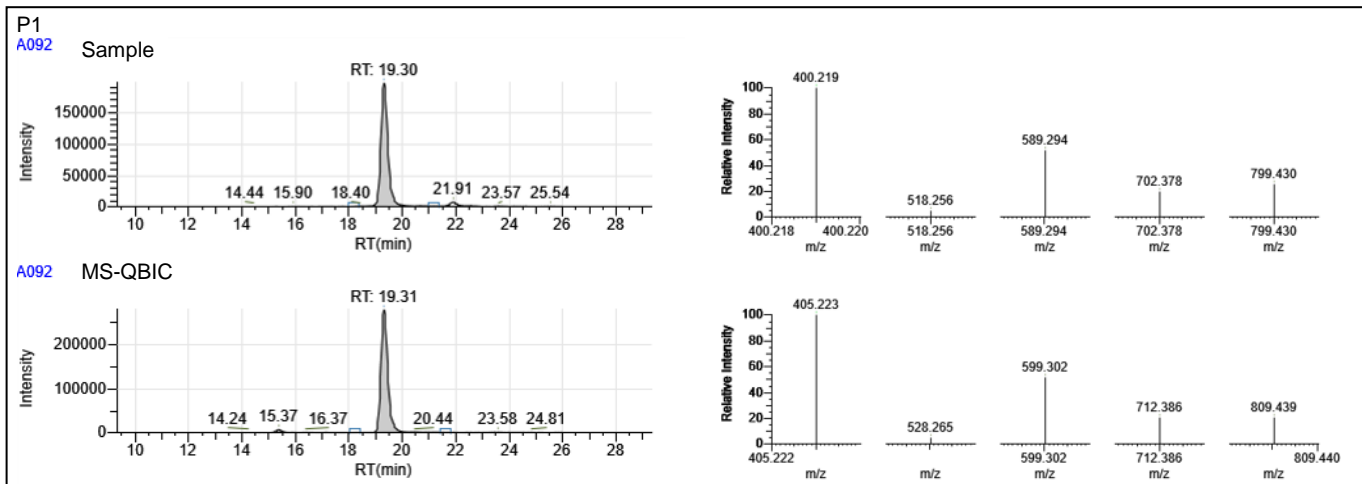 P1
A092 Sample
RT: 19.30
150000
100000
50000
0
Intensity
14.44 15.90 18.40 21.91 23.57 25.54
10 12 14 16 18 20 22 24 26 28
RT(min)
400.219
100
80
60
40
20
0
Relative Intensity
518.256
589.294
702.378
799.430
400.218 400.220 518.256 589.294 702.378 799.430
m/z m/z m/z m/z m/z
A092 MS-QBIC
RT: 19.31
200000
100000
0
Intensity
14.24 15.37 16.37 20.44 23.58 24.81
10 12 14 16 18 20 22 24 26 28
RT(min)
405.223
100
80
60
40
20
0
Relative Intensity
528.265
599.302
712.386
809.439
405.222 599.302 712.386 809.440
m/z m/z m/z m/z m/z